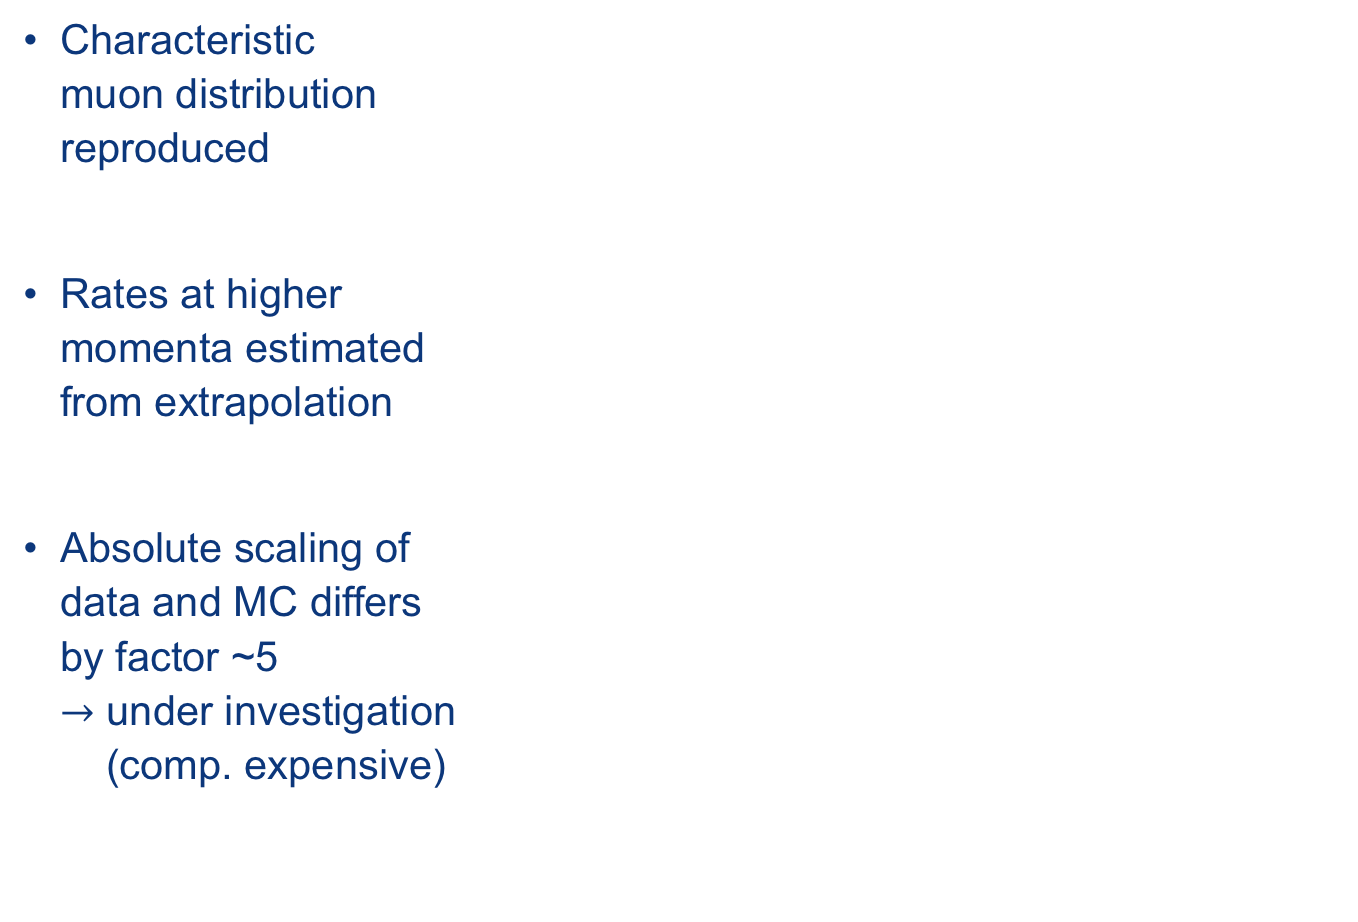 • Characteristic
muon distribution
reproduced
• Rates at higher
momenta estimated
from extrapolation
• Absolute scaling of
data and MC differs
by factor ~5
→ under investigation
(comp. expensive)